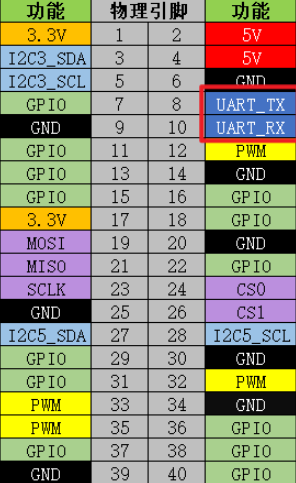 功能 物理引脚 功能
3.3V 1 2 5V
I2C3_SDA 3 4 5V
I2C3_SCL 5 6 GND
GPIO 7 8 UART_TX
GND 9 10 UART_RX
GPIO 11 12 PWM
GPIO 13 14 GND
GPIO 15 16 GPIO
3.3V 17 18 GPIO
MOSI 19 20 GND
MISO 21 22 GPIO
SCLK 23 24 CS0
GND 25 26 CS1
I2C5_SDA 27 28 I2C5_SCL
GPIO 29 30 GND
GPIO 31 32 PWM
PWM 33 34 GND
PWM 35 36 GPIO
GPIO 37 38 GPIO
GND 39 40 GPIO